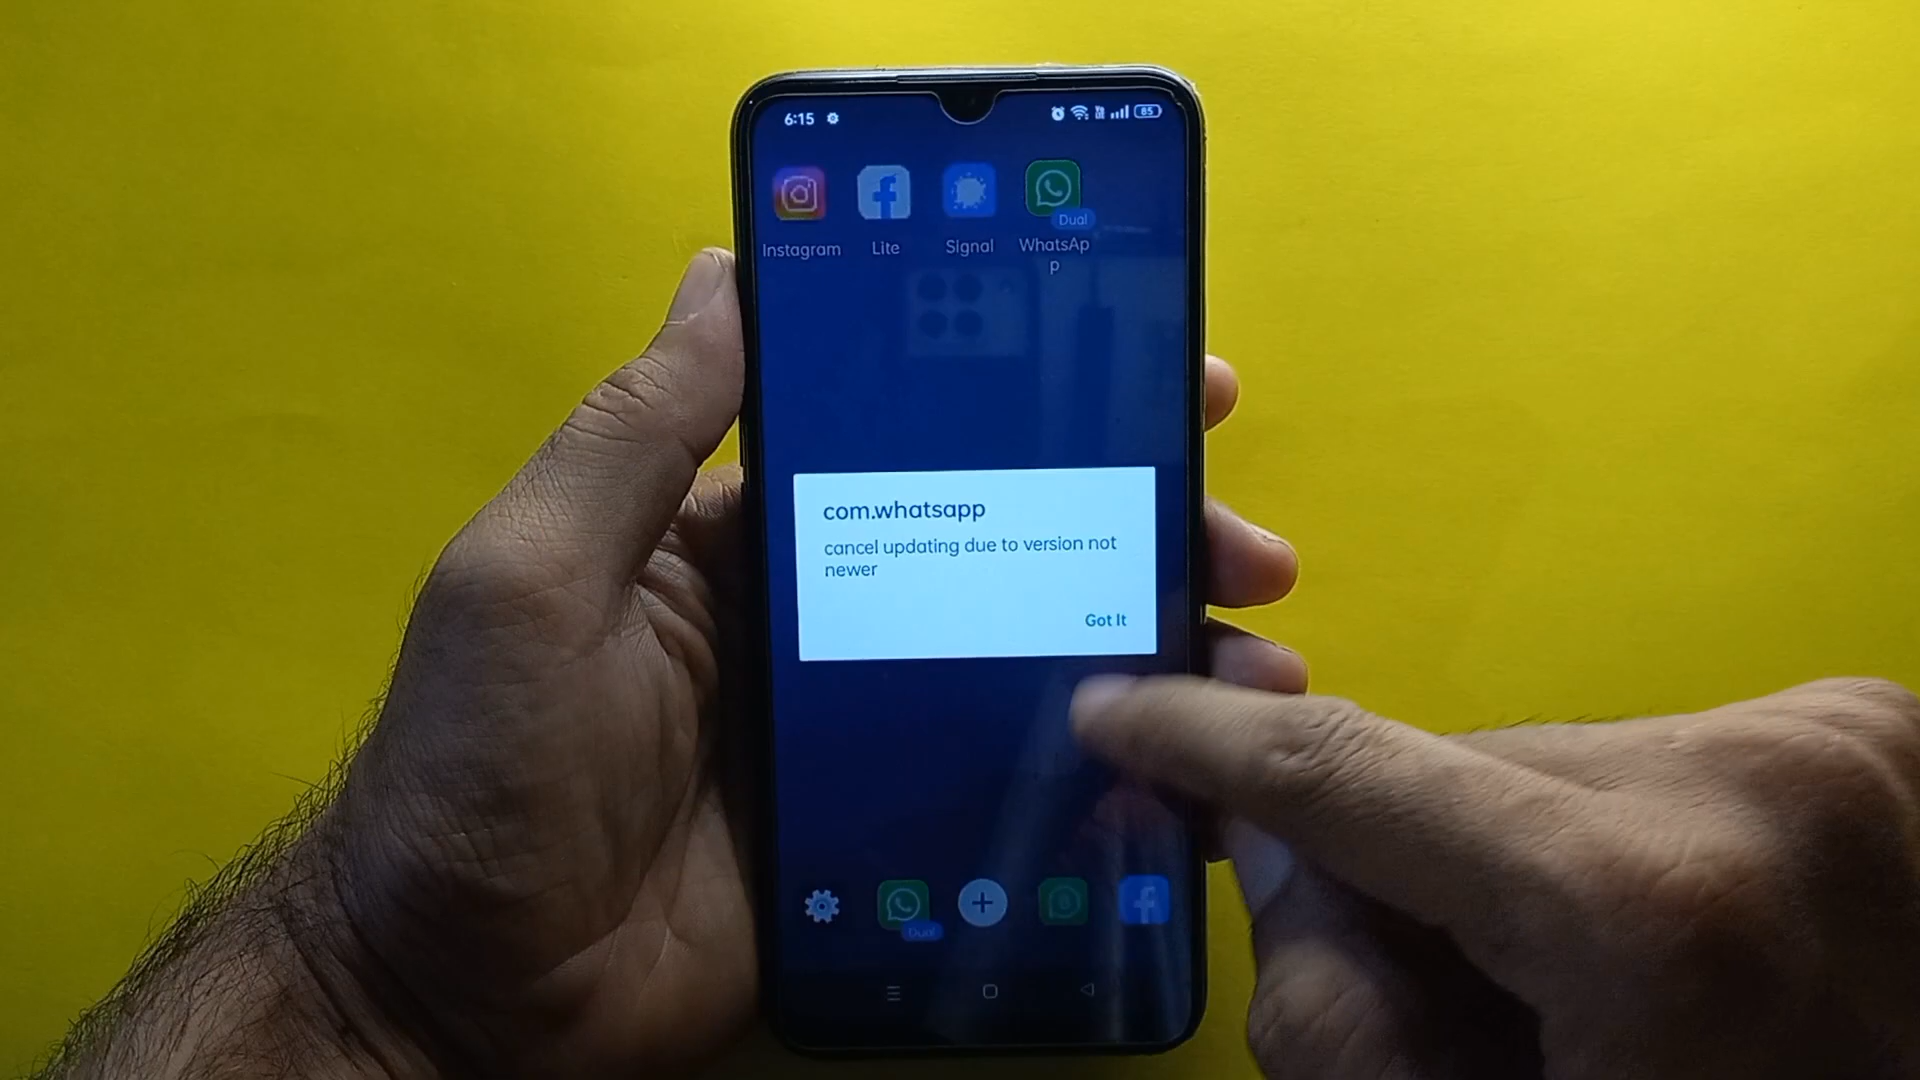 6:15
85
Dual
Instagram
Lite
Signal
WhatsAp
p
com.whatsapp
cancel updating due to version not
newer
Got It
Dual